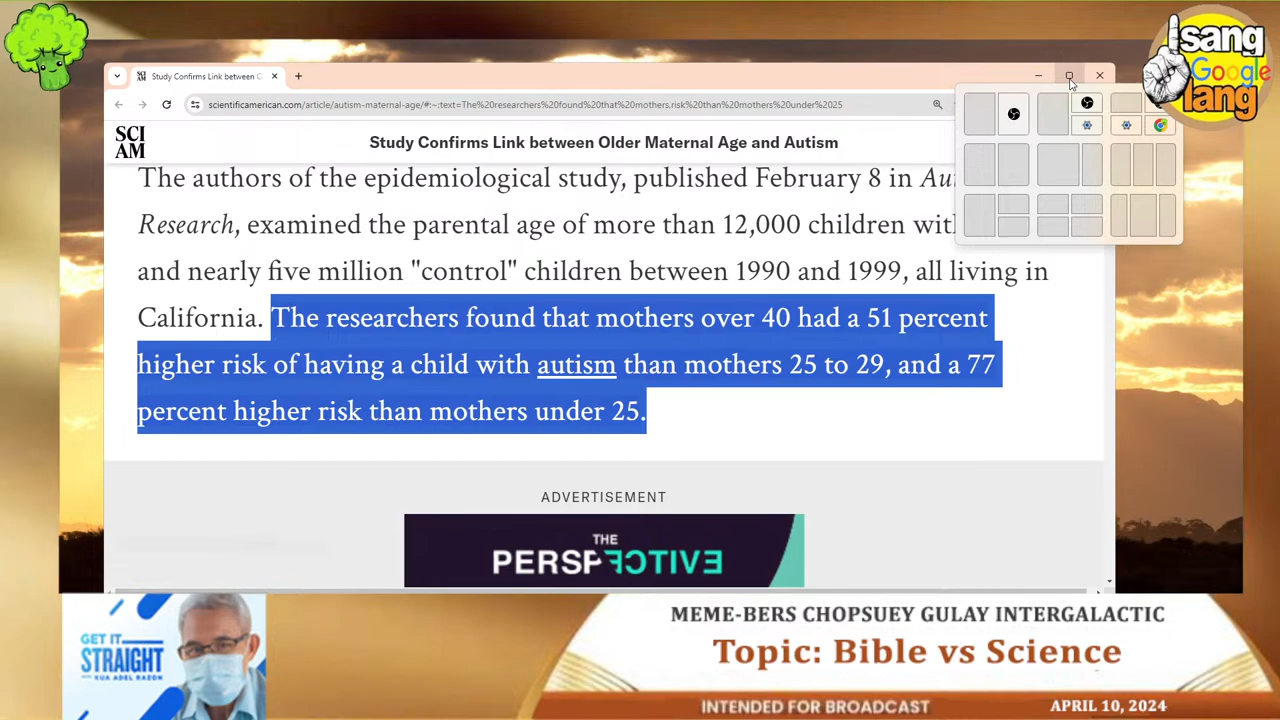 Isang
Google
lang
Study Confirms Link between O
scientificamerican.com/article/autism-maternal-age/#:~:text=The%20researchers%20found%20that%20mothers,risk%20than%20mothers%20under%2025
SCI
AM
Study Confirms Link between Older Maternal Age and Autism
The authors of the epidemiological study, published February 8 in Au
Research, examined the parental age of more than 12,000 children with
and nearly five million "control" children between 1990 and 1999, all living in
California. The researchers found that mothers over 40 had a 51 percent
higher risk of having a child with autism than mothers 25 to 29, and a 77
percent higher risk than mothers under 25.
ADVERTISEMENT
THE
PERSPECTIVE
GET IT
STRAIGHT
WITH KUYA ADEL RAZON
MEME-BERS CHOPSUEY GULAY INTERGALACTIC
Topic: Bible vs Science
INTENDED FOR BROADCAST
APRIL 10, 2024